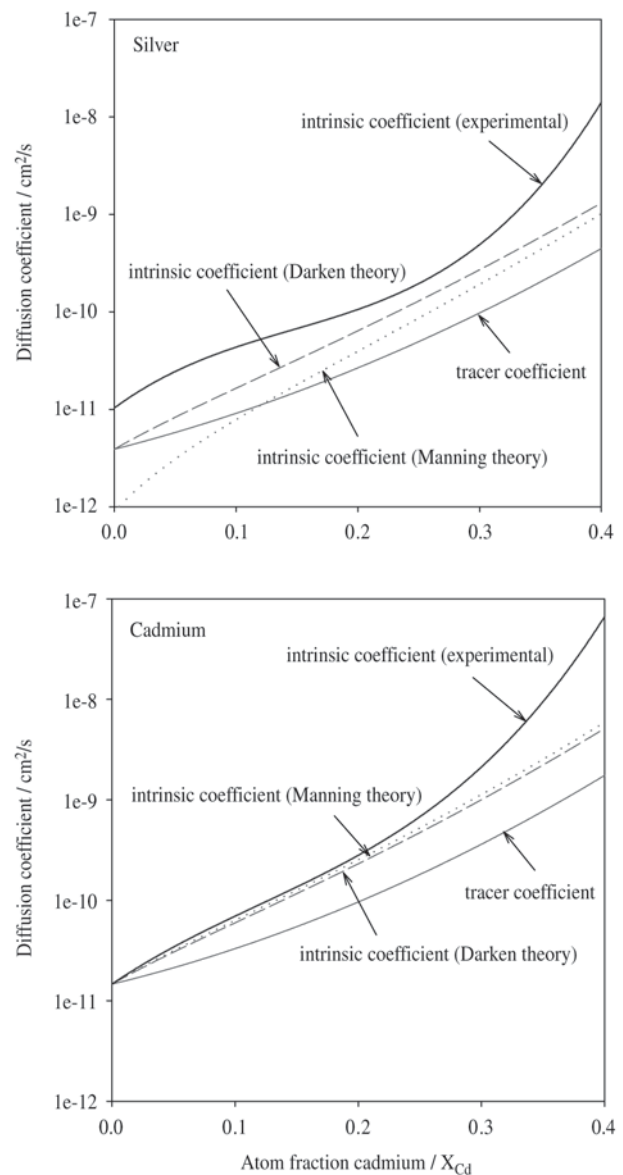 1e-7
Silver
1e-8
intrinsic coefficient (experimental)
1e-9
intrinsic coefficient (Darken theory)
Diffusion coefficient / cm²/s
1e-10
tracer coefficient
1e-11
intrinsic coefficient (Manning theory)
1e-12
0.0 0.1 0.2 0.3 0.4
1e-7
Cadmium
intrinsic coefficient (experimental)
1e-8
intrinsic coefficient (Manning theory)
1e-9
Diffusion coefficient / cm²/s
tracer coefficient
1e-10
intrinsic coefficient (Darken theory)
1e-11
1e-12
0.0 0.1 0.2 0.3 0.4
Atom fraction cadmium / X_Cd